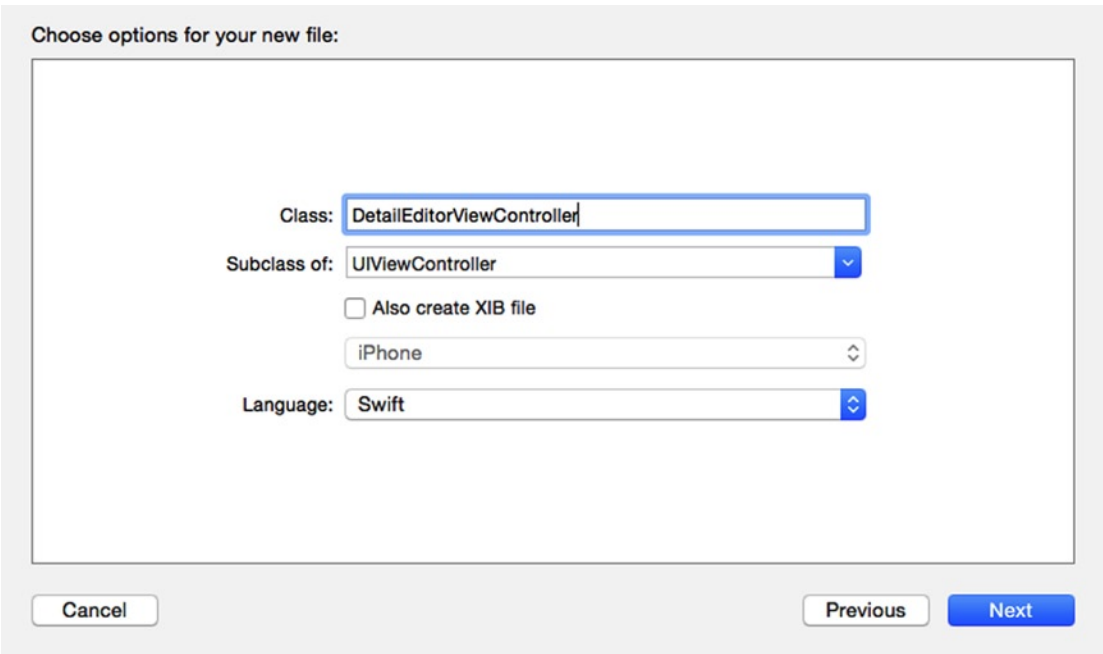 Choose options for your new file:
Class: DetailEditorViewController
Subclass of: UIViewController
Also create XIB file
iPhone
Language: Swift
Cancel Previous Next